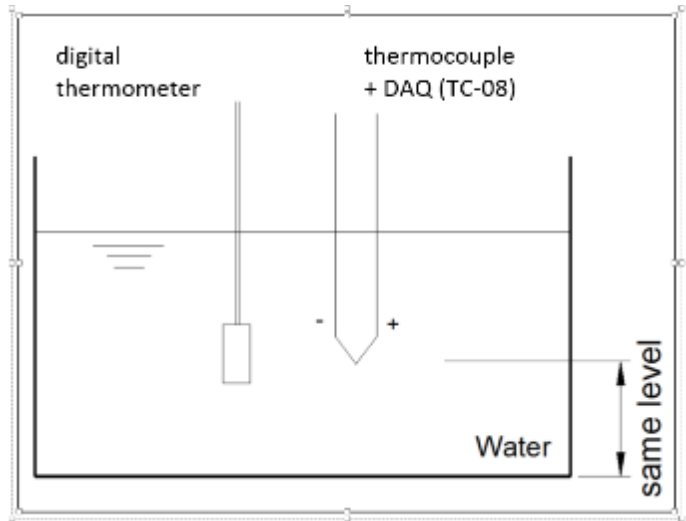 digital
thermometer
thermocouple
+ DAQ (TC-08)
- +
Water
same level